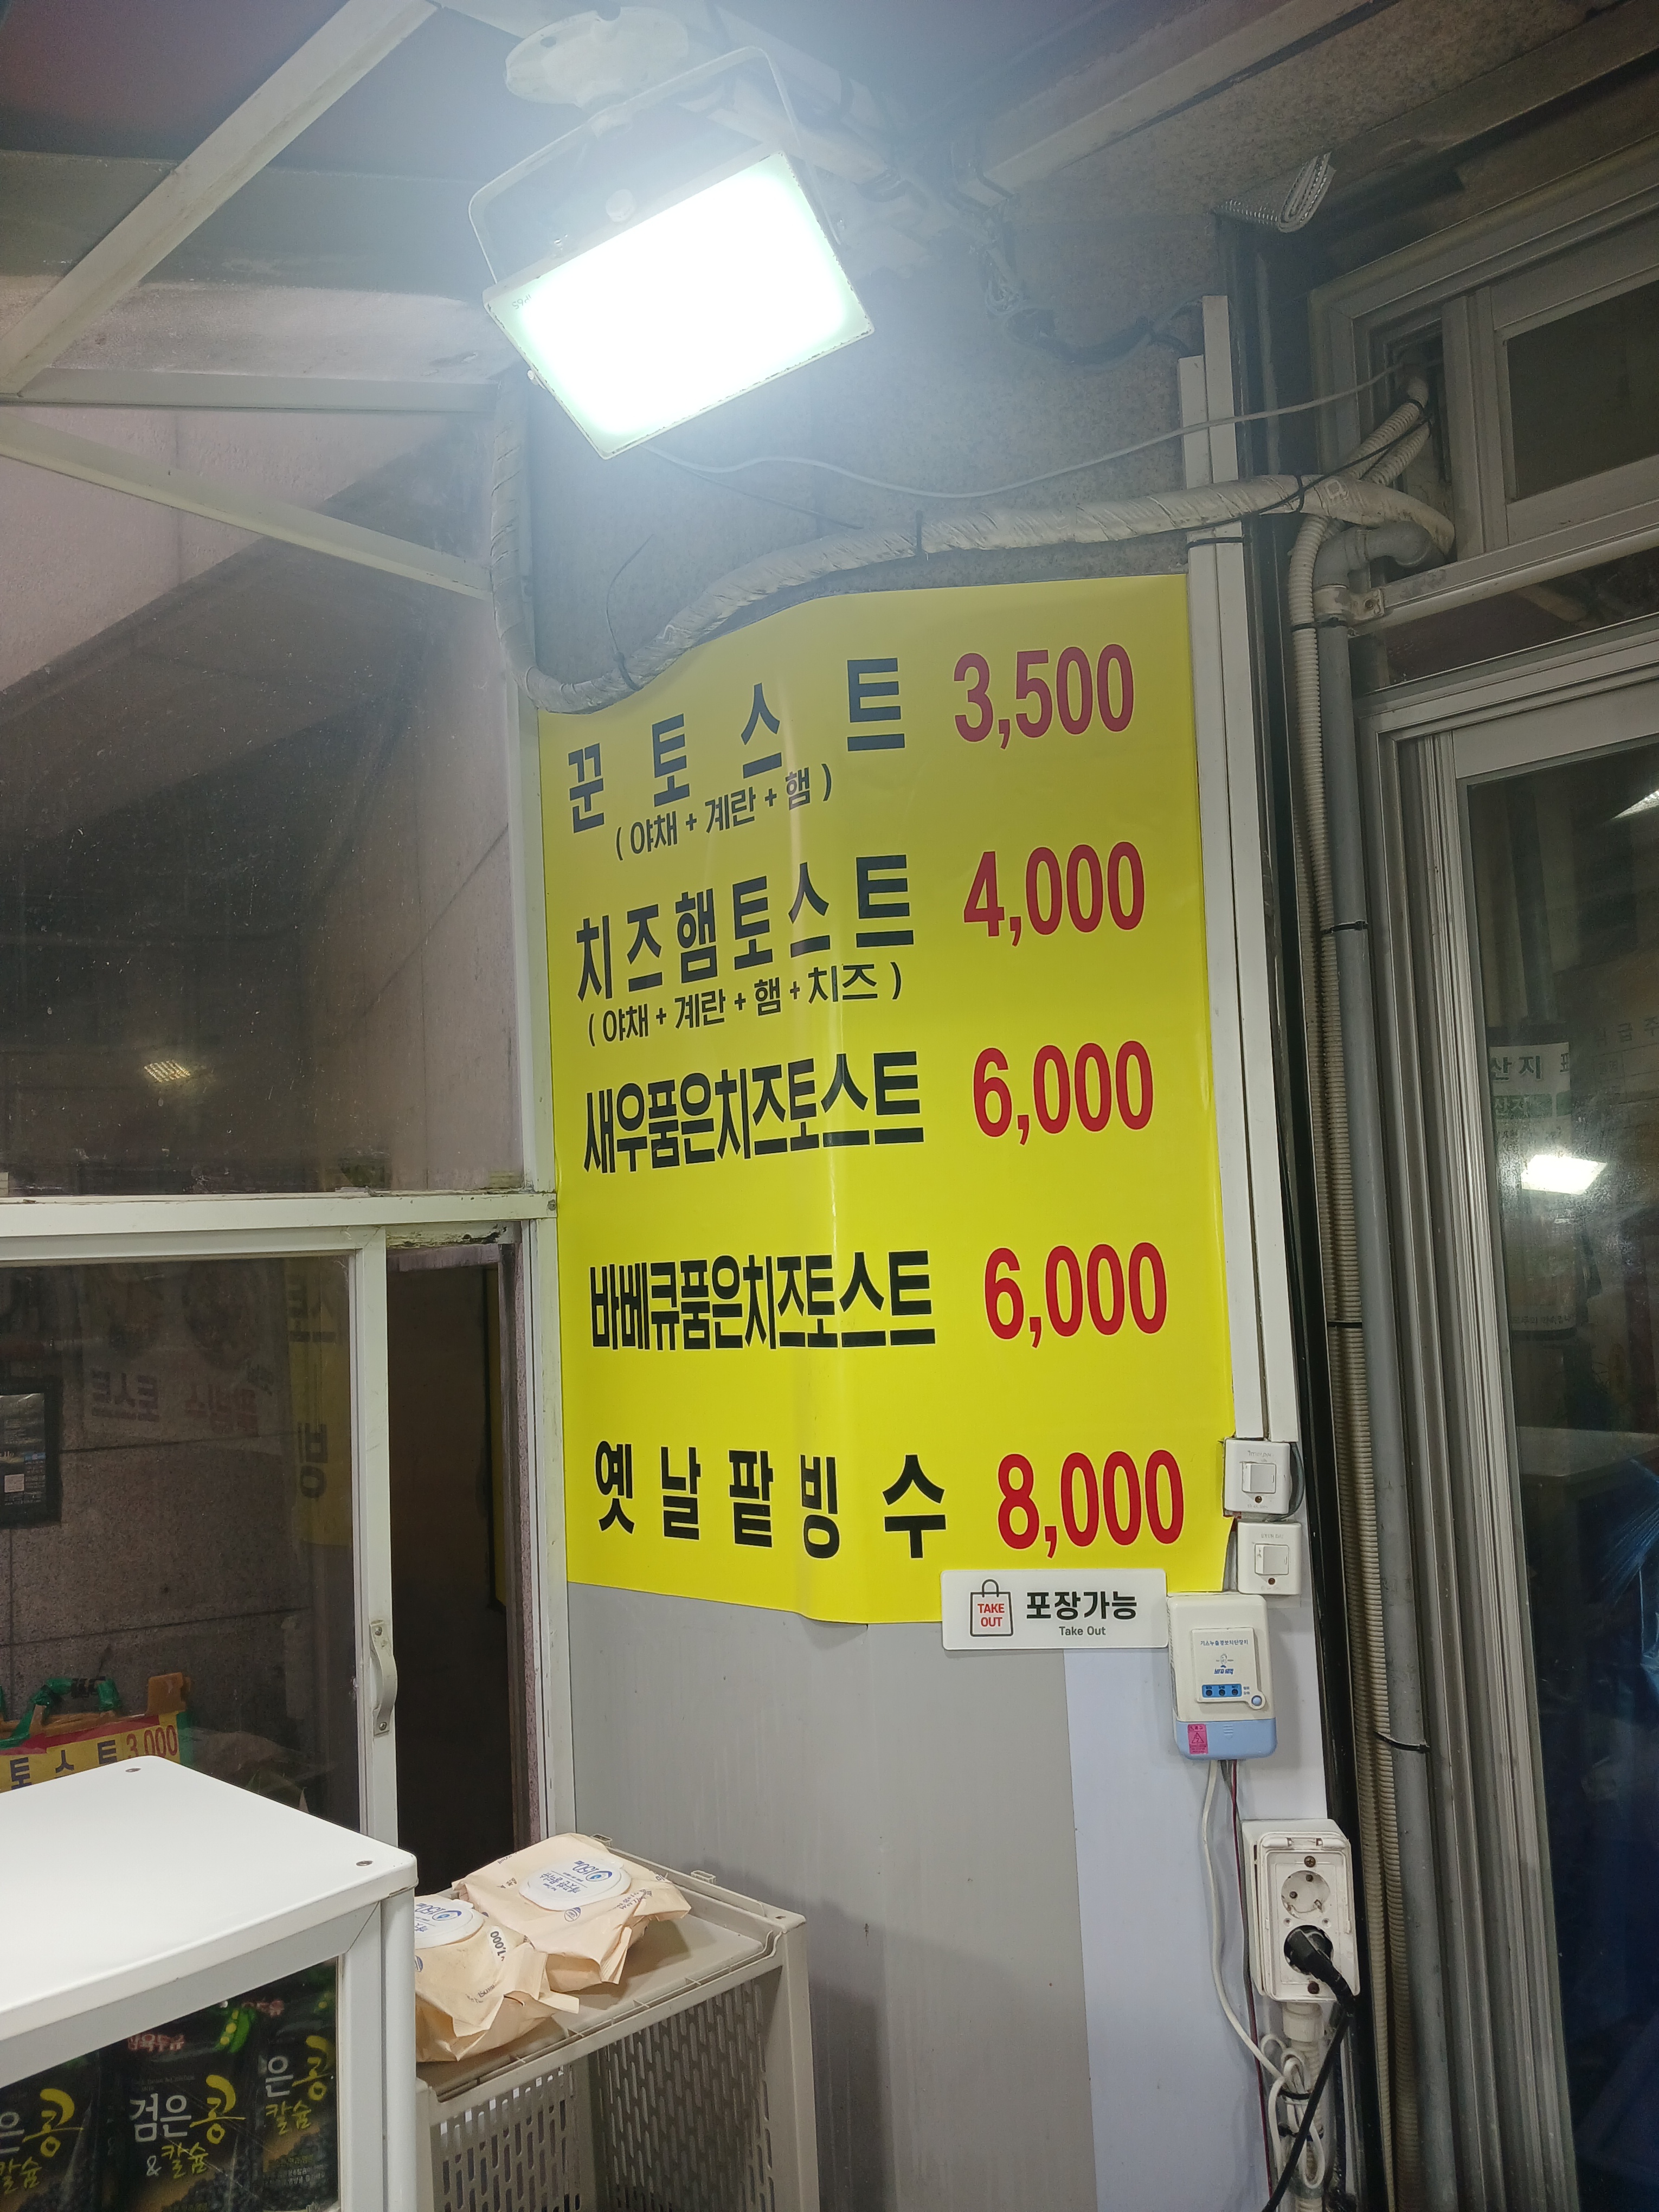 꾼 토 스 트 3,500
( 야채 + 계란 + 햄 )
치즈햄토스트 4,000
( 야채 + 계란 + 햄 + 치즈 )
새우품은치즈토스트 6,000
바베큐품은치즈토스트 6,000
옛 날 팥 빙 수 8,000
TAKE OUT
포장가능
Take Out
토 스 트 3,000
검은콩
&칼슘
은콩
칼슘